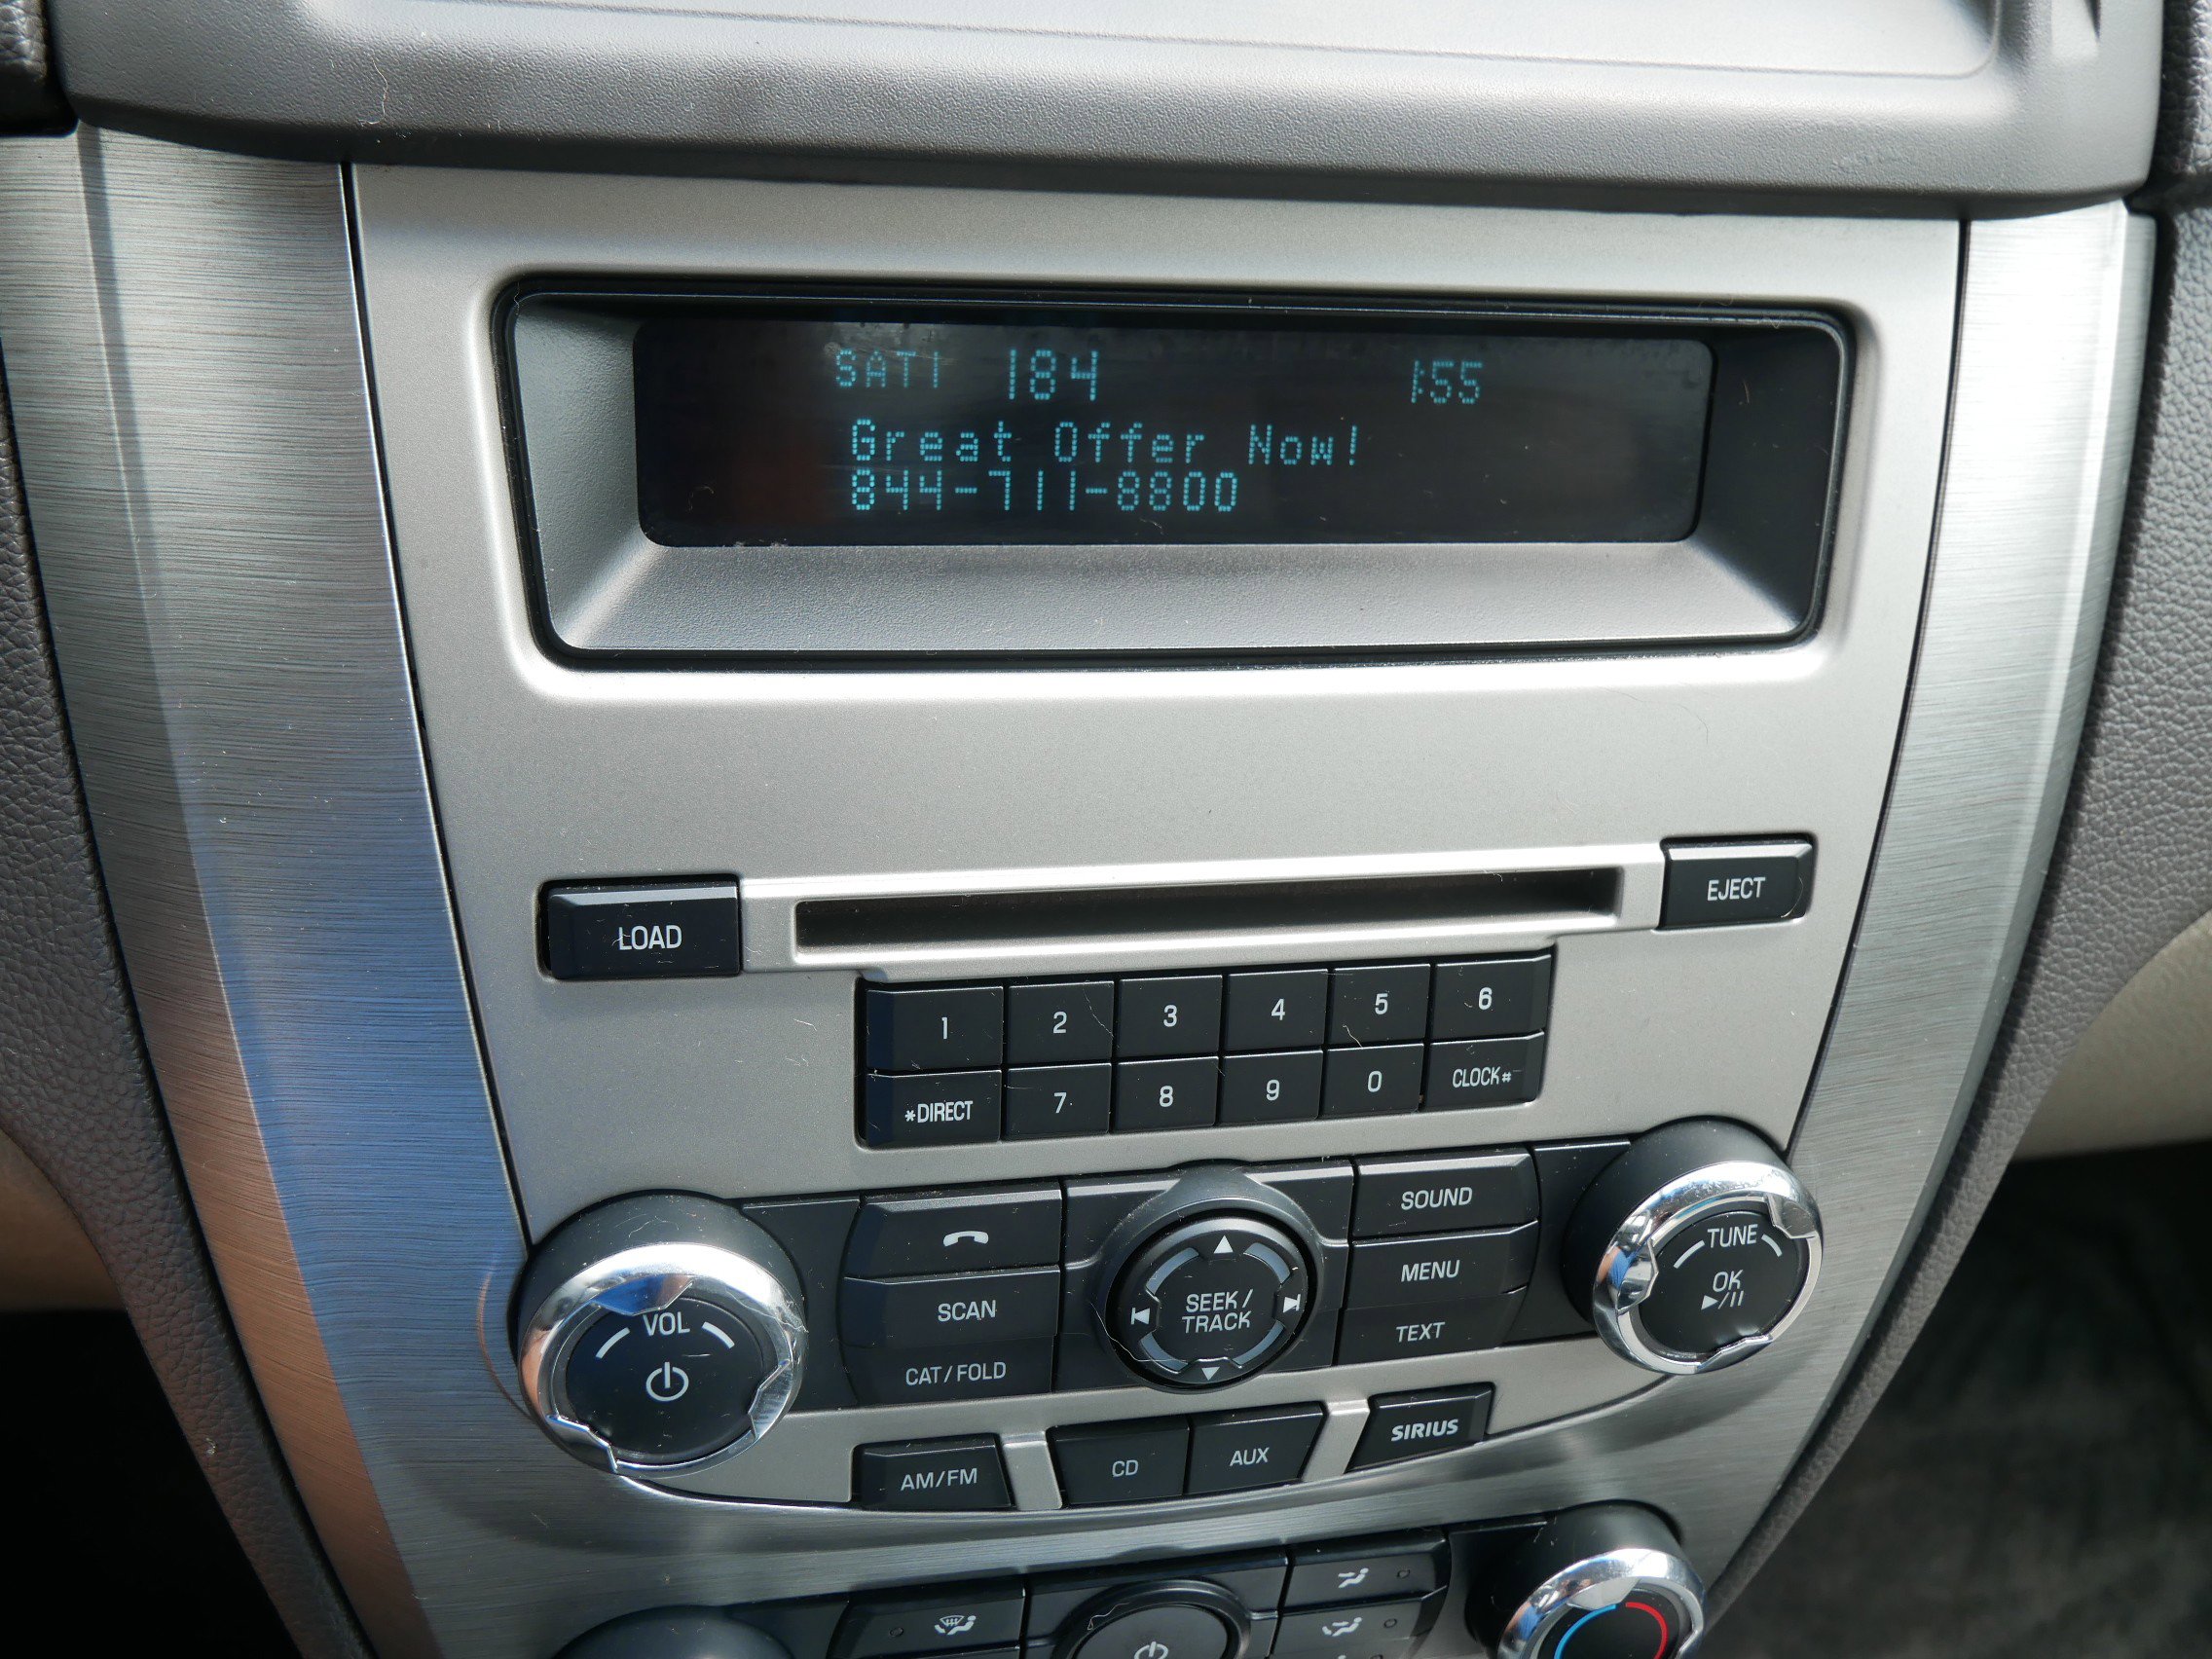 SAT1 184 1:55
Great Offer Now!
844-711-8800
LOAD
EJECT
1 2 3 4 5 6
*DIRECT 7 8 9 0 CLOCK#
SOUND
TUNE
MENU
OK
SEEK/
TRACK
VOL
SCAN
TEXT
CAT/FOLD
AM/FM CD AUX SIRIUS